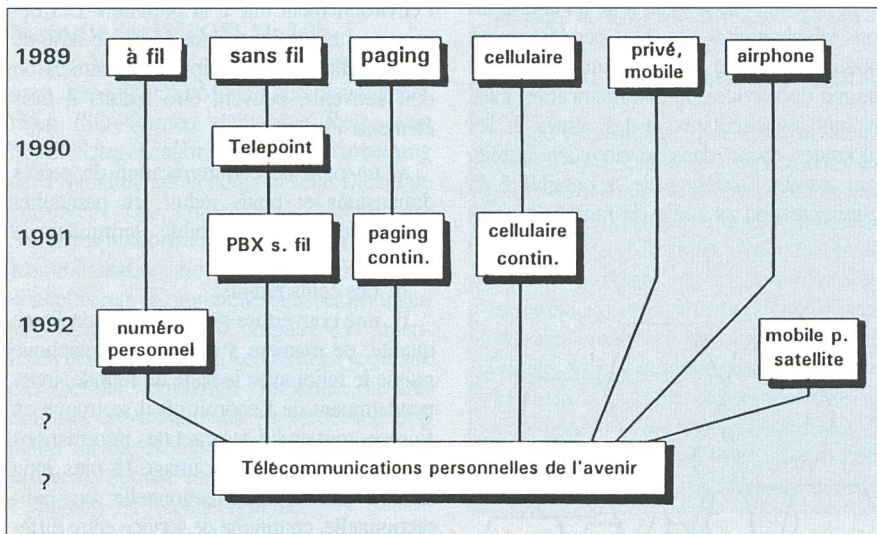 1989
à fil
sans fil
paging
cellulaire
privé,
mobile
airphone
1990
Telepoint
1991
PBX s. fil
paging
contin.
cellulaire
contin.
1992
numéro
personnel
mobile p.
satellite
?
?
Télécommunications personnelles de l'avenir